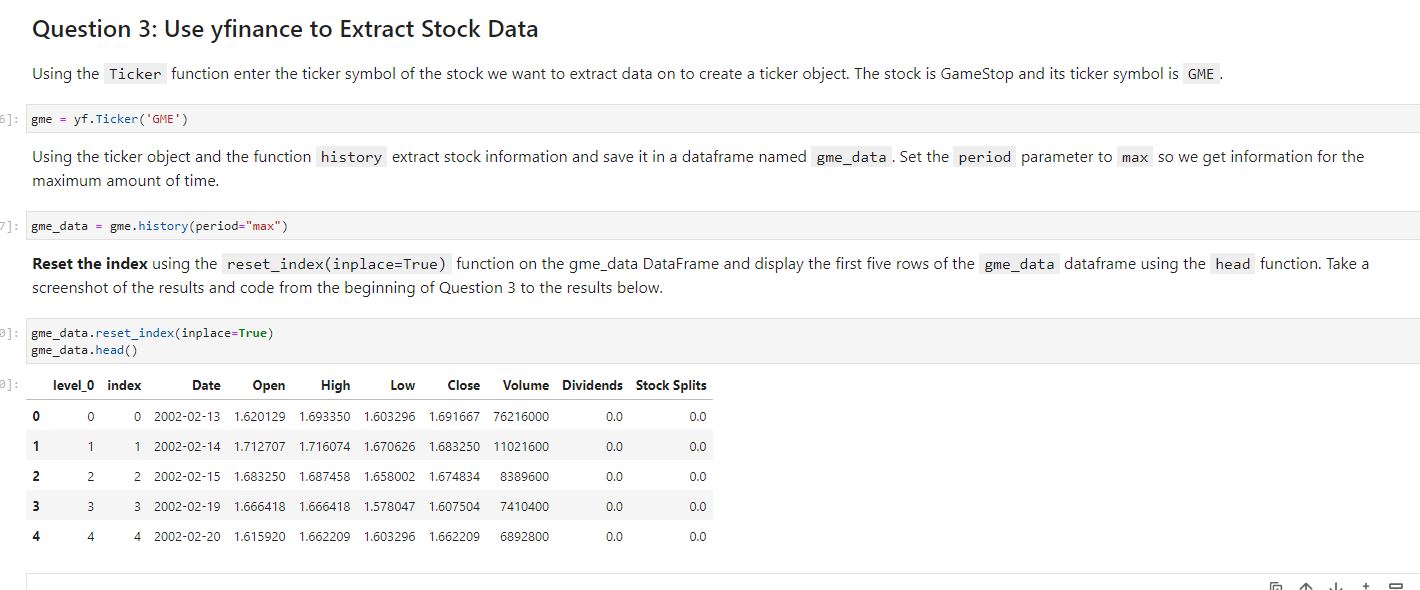 Question 3: Use yfinance to Extract Stock Data
Using the Ticker function enter the ticker symbol of the stock we want to extract data on to create a ticker object. The stock is GameStop and its ticker symbol is GME .
6]: gme = yf.Ticker('GME')
Using the ticker object and the function history extract stock information and save it in a dataframe named gme_data . Set the period parameter to max so we get information for the
maximum amount of time.
7]: gme_data = gme.history(period="max")
Reset the index using the reset_index(inplace=True) function on the gme_data DataFrame and display the first five rows of the gme_data dataframe using the head function. Take a
screenshot of the results and code from the beginning of Question 3 to the results below.
0]: gme_data.reset_index(inplace=True)
gme_data.head()
0]: level_0 index Date Open High Low Close Volume Dividends Stock Splits
0 0 0 2002-02-13 1.620129 1.693350 1.603296 1.691667 76216000 0.0 0.0
1 1 1 2002-02-14 1.712707 1.716074 1.670626 1.683250 11021600 0.0 0.0
2 2 2 2002-02-15 1.683250 1.687458 1.658002 1.674834 8389600 0.0 0.0
3 3 3 2002-02-19 1.666418 1.666418 1.578047 1.607504 7410400 0.0 0.0
4 4 4 2002-02-20 1.615920 1.662209 1.603296 1.662209 6892800 0.0 0.0